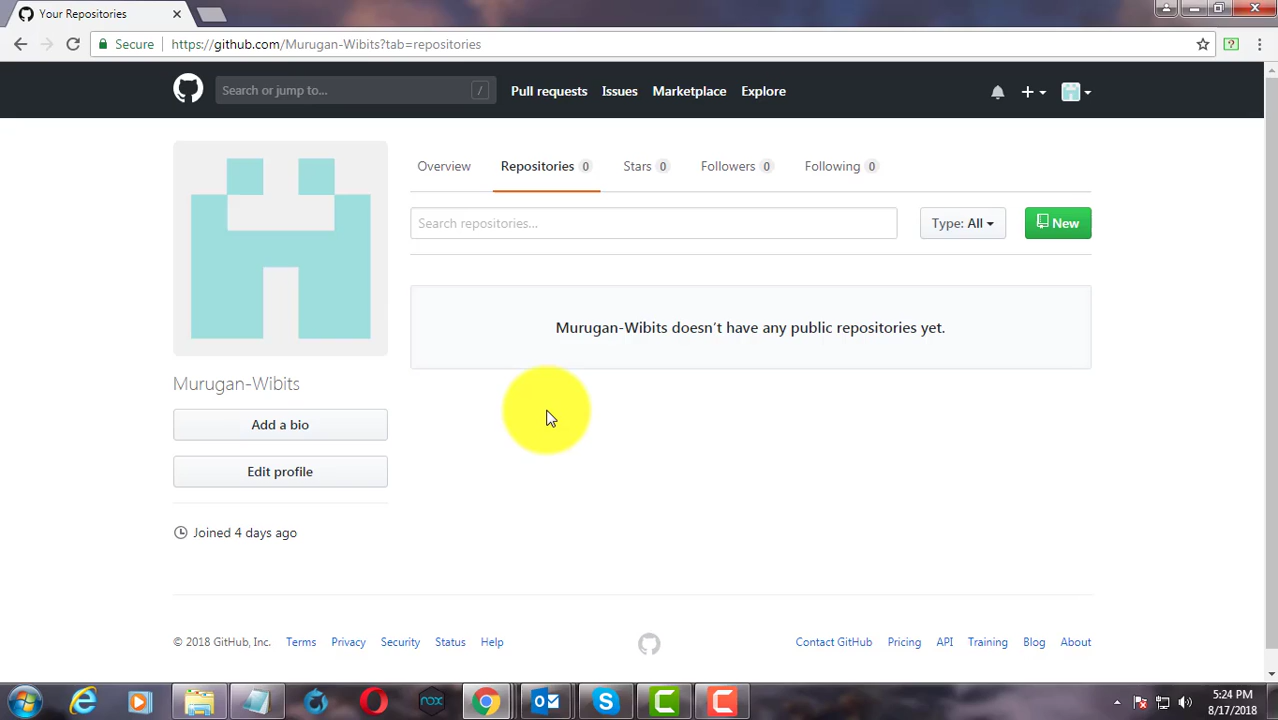 Your Repositories
Secure https://github.com/Murugan-Wibits?tab=repositories
Search or jump to... / Pull requests Issues Marketplace Explore
Overview Repositories 0 Stars 0 Followers 0 Following 0
Search repositories... Type: All New
Murugan-Wibits doesn't have any public repositories yet.
Murugan-Wibits
Add a bio
Edit profile
Joined 4 days ago
© 2018 GitHub, Inc. Terms Privacy Security Status Help Contact GitHub Pricing API Training Blog About
nox
5:24 PM
8/17/2018